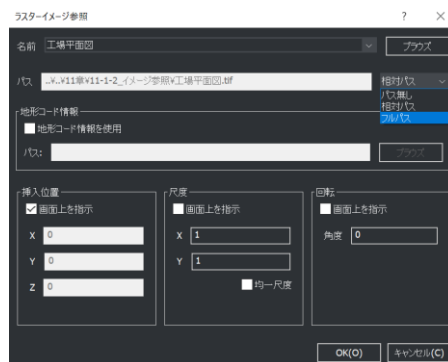 ラスターイメージ参照
名前 工場平面図 ブラウズ
パス ..¥..¥11章¥11-1-2_イメージ参照¥工場平面図.tif 相対パス
パス無し
相対パス
フルパス
地形コード情報
地形コード情報を使用
パス: ブラウズ
挿入位置 尺度 回転
画面上を指示 画面上を指示 画面上を指示
X 0 X 1 角度 0
Y 0 Y 1
Z 0 均一尺度
OK(O) キャンセル(C)